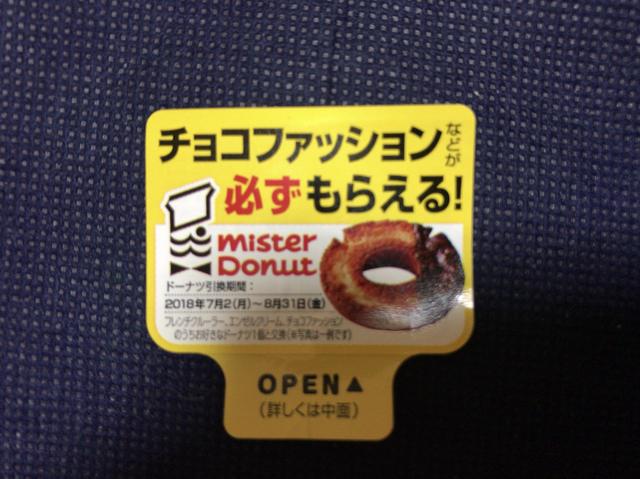 チョコファッションなどが
必ずもらえる!
mister
Donut
ドーナツ引換期間:
2018年7月2(月)~8月31日(金)
フレンチクルーラー、エンゼルクリーム、チョコファッション
のうちお好きなドーナツ1個と交換(※写真は一例です)
OPEN▲
(詳しくは中面)